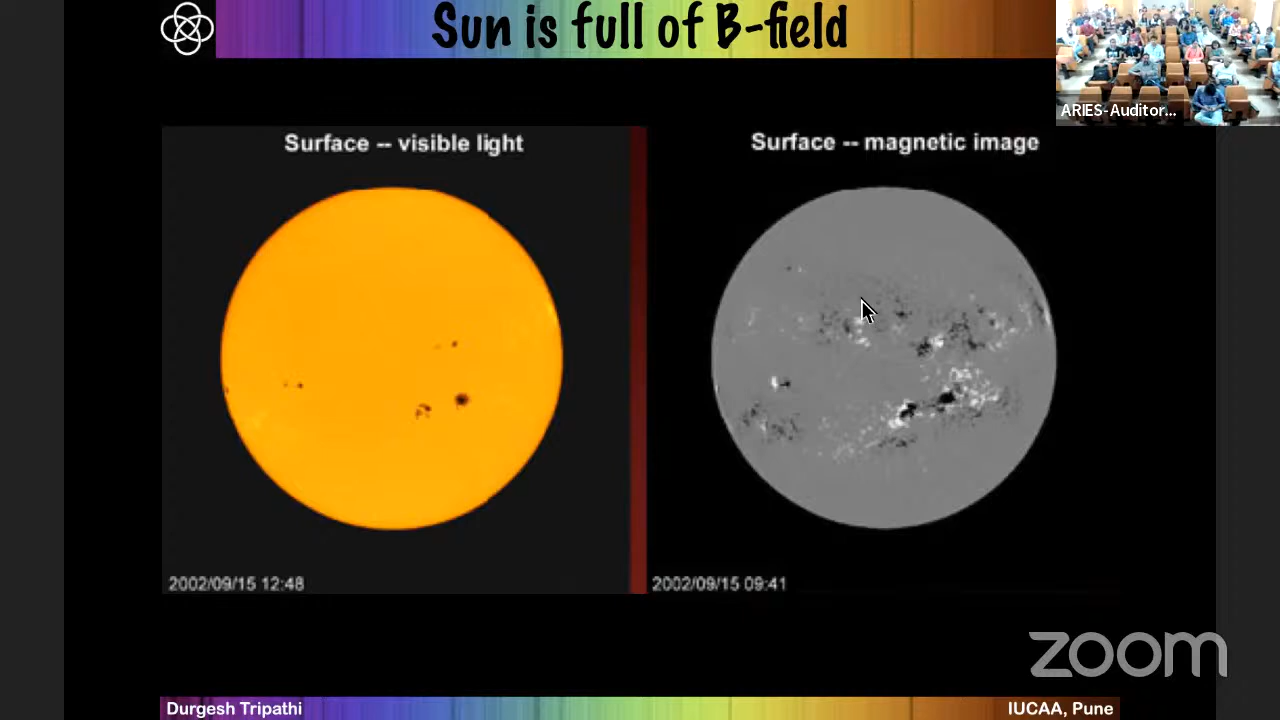 Sun is full of B-field
ARIES-Auditor...
Surface -- visible light
Surface -- magnetic image
2002/09/15 12:48
2002/09/15 09:41
zoom
Durgesh Tripathi
IUCAA, Pune